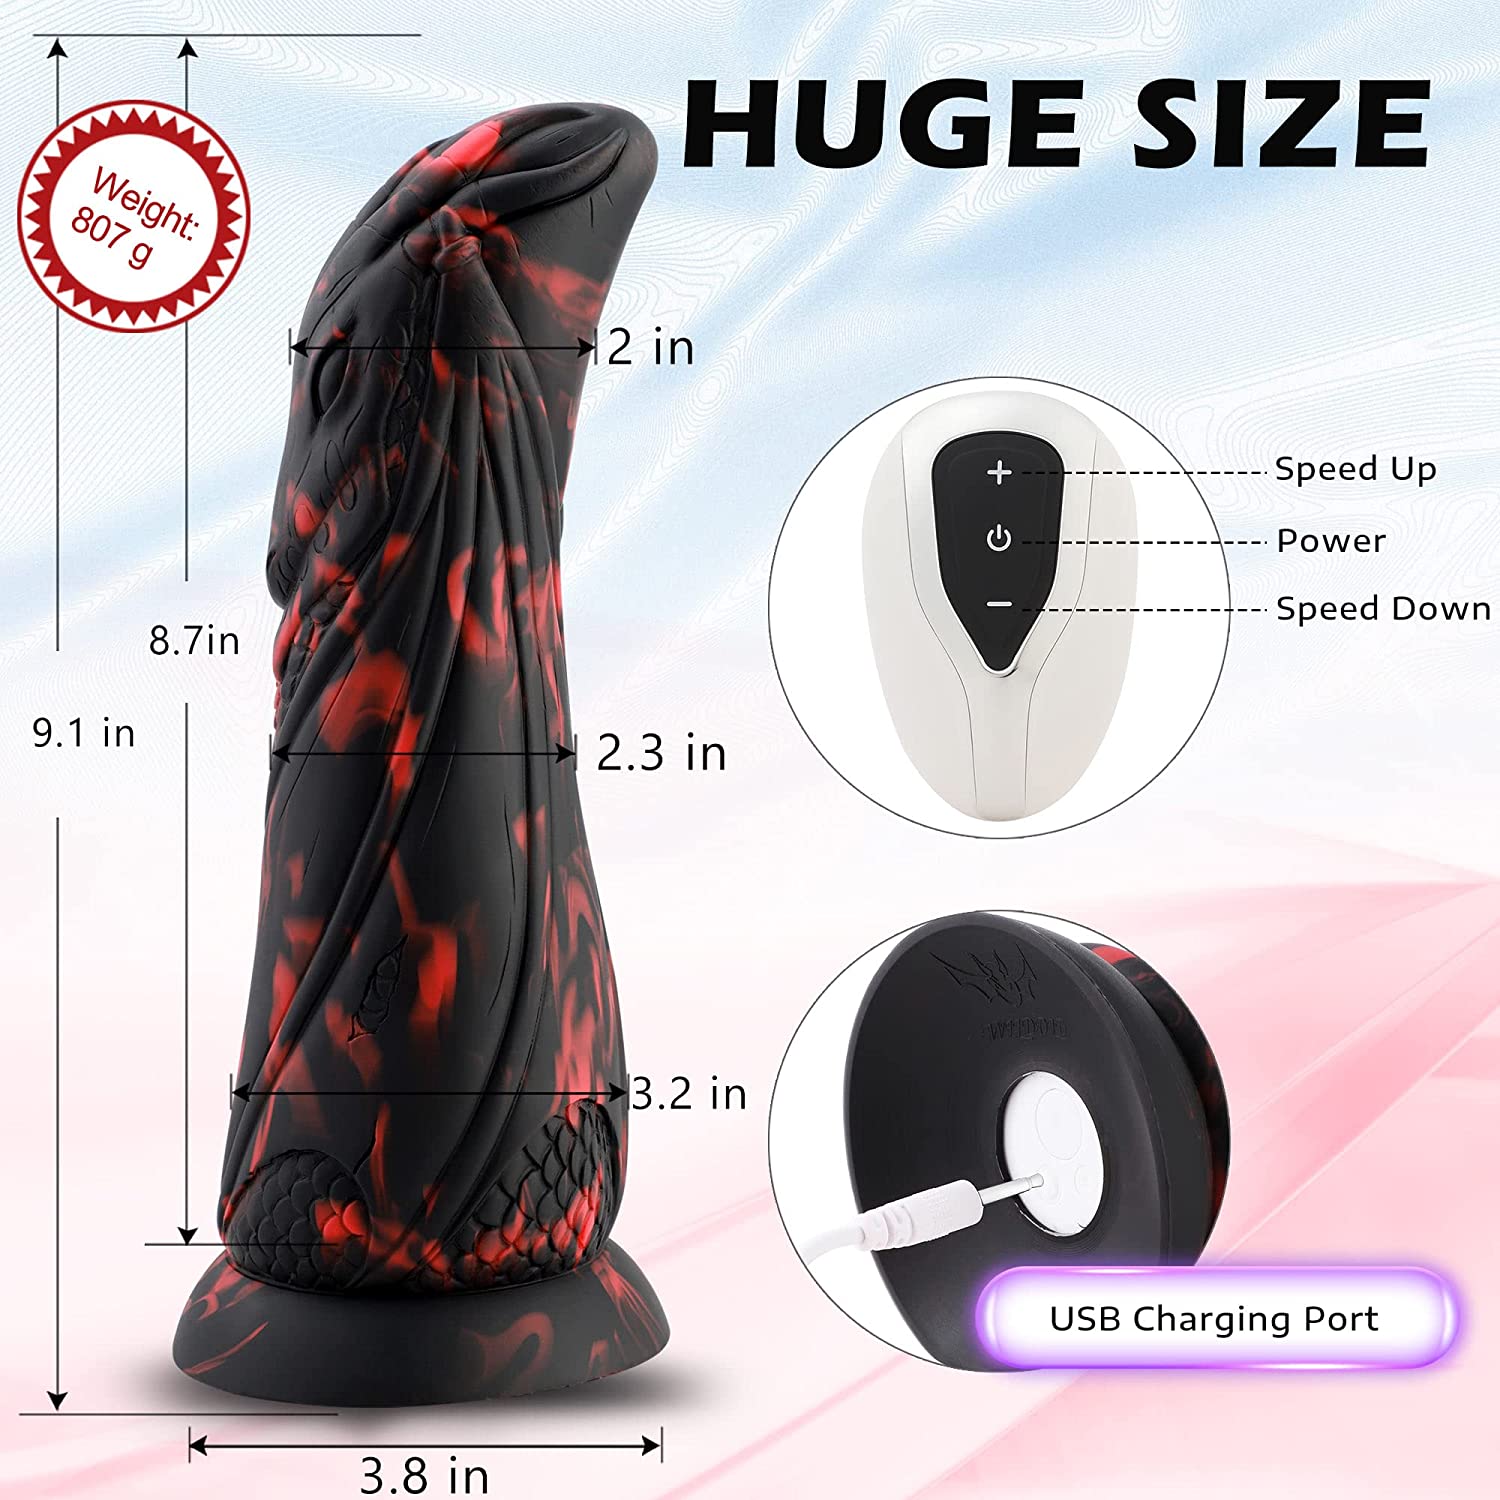 HUGE SIZE
Weight:
807 g
2 in
Speed Up
Power
Speed Down
8.7in
9.1 in
2.3 in
3.2 in
USB Charging Port
3.8 in